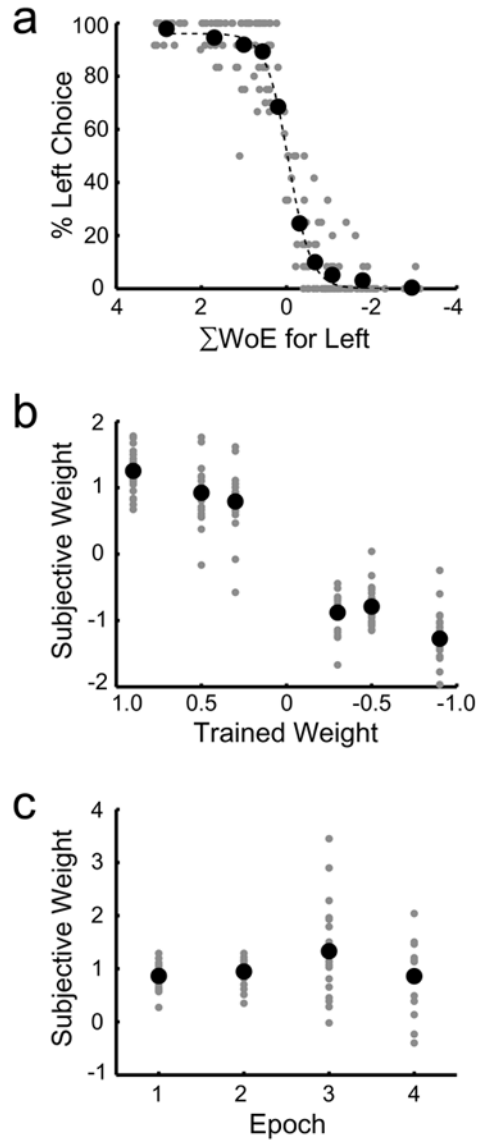 a
% Left Choice
100
80
60
40
20
0
4 2 0 -2 -4
∑WoE for Left
b
Subjective Weight
2
1
0
-1
-2
1.0 0.5 0 -0.5 -1.0
Trained Weight
c
Subjective Weight
4
3
2
1
0
-1
1 2 3 4
Epoch